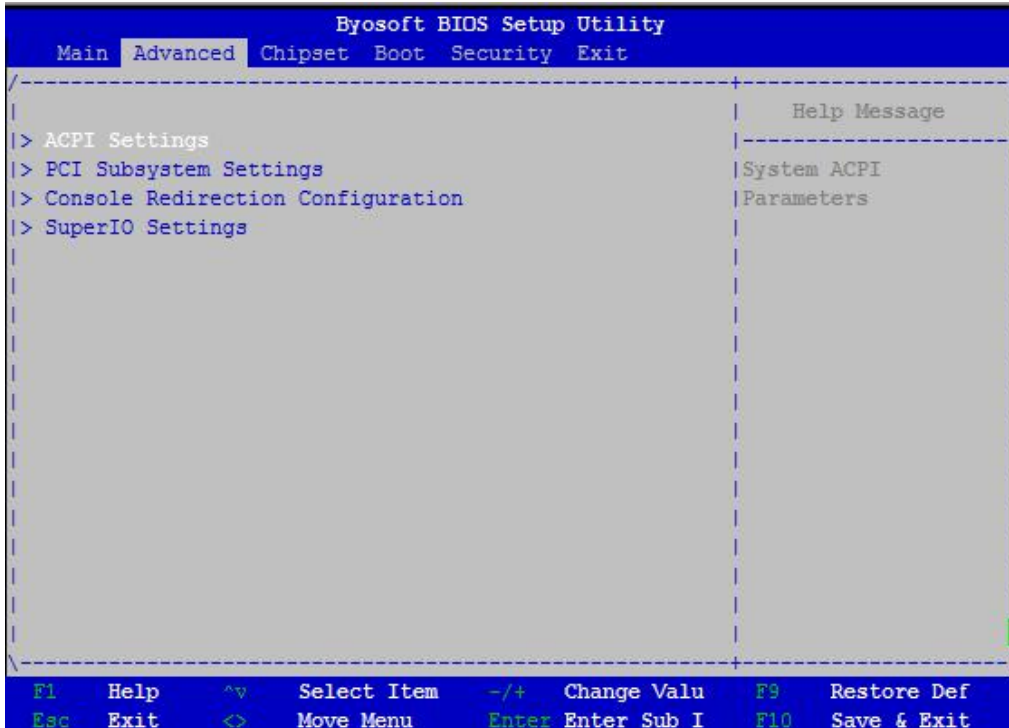 Byosoft BIOS Setup Utility
Main Advanced Chipset Boot Security Exit
Help Message
> ACPI Settings
> PCI Subsystem Settings
System ACPI
> Console Redirection Configuration
Parameters
> SuperIO Settings
F1 Help ^v Select Item -/+ Change Valu F9 Restore Def
Esc Exit <> Move Menu Enter Enter Sub I F10 Save & Exit